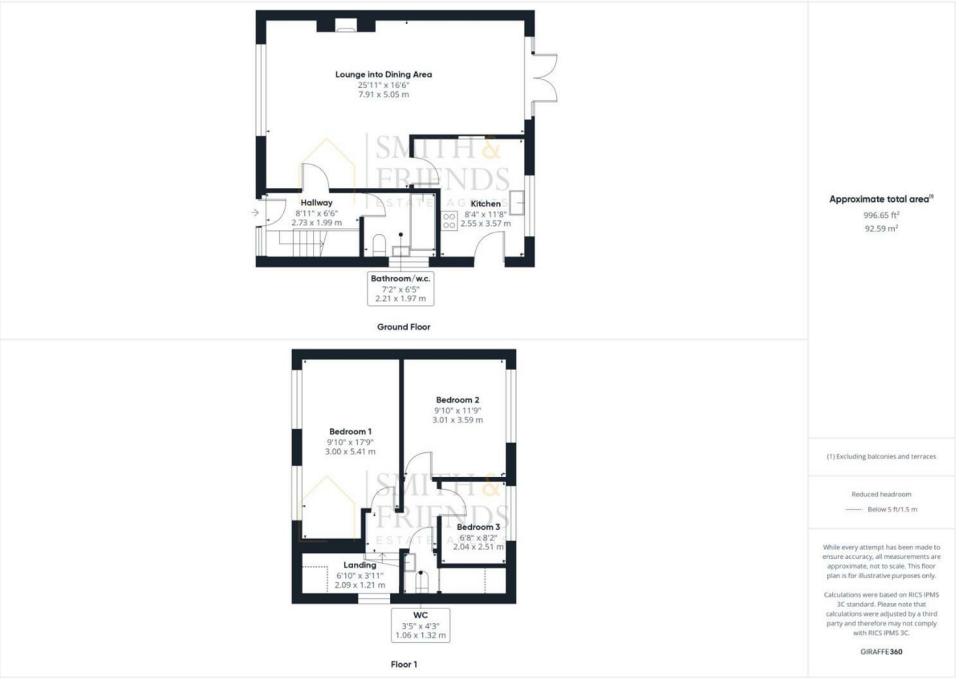 Lounge into Dining Area
25'11" x 16'6"
7.91 x 5.05 m
SMITH &
FRIENDS
ESTATE AGENTS
Hallway
8'11" x 6'6"
2.73 x 1.99 m
Kitchen
8'4" x 11'8"
2.55 x 3.57 m
Bathroom/w.c.
7'2" x 6'5"
2.21 x 1.97 m
Ground Floor
Bedroom 1
9'10" x 17'9"
3.00 x 5.41 m
Bedroom 2
9'10" x 11'9"
3.01 x 3.59 m
SMITH &
FRIENDS
ESTATE AGENTS
Bedroom 3
6'8" x 8'2"
2.04 x 2.51 m
Landing
6'10" x 3'11"
2.09 x 1.21 m
WC
3'5" x 4'3"
1.06 x 1.32 m
Floor 1
Approximate total area(1)
996.65 ft²
92.59 m²
(1) Excluding balconies and terraces
Reduced headroom
Below 5 ft/1.5 m
While every attempt has been made to
ensure accuracy, all measurements are
approximate, not to scale. This floor
plan is for illustrative purposes only.
Calculations were based on RICS IPMS
3C standard. Please note that
calculations were adjusted by a third
party and therefore may not comply
with RICS IPMS 3C.
GIRAFFE360